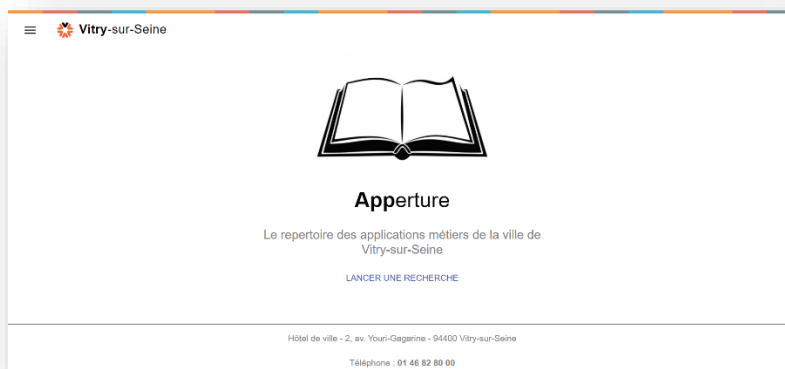 Vitry-sur-Seine
Apperture
Le repertoire des applications métiers de la ville de
Vitry-sur-Seine
LANCER UNE RECHERCHE
Hôtel de ville - 2, av. Youri-Gagarine - 94400 Vitry-sur-Seine
Téléphone : 01 46 82 80 00